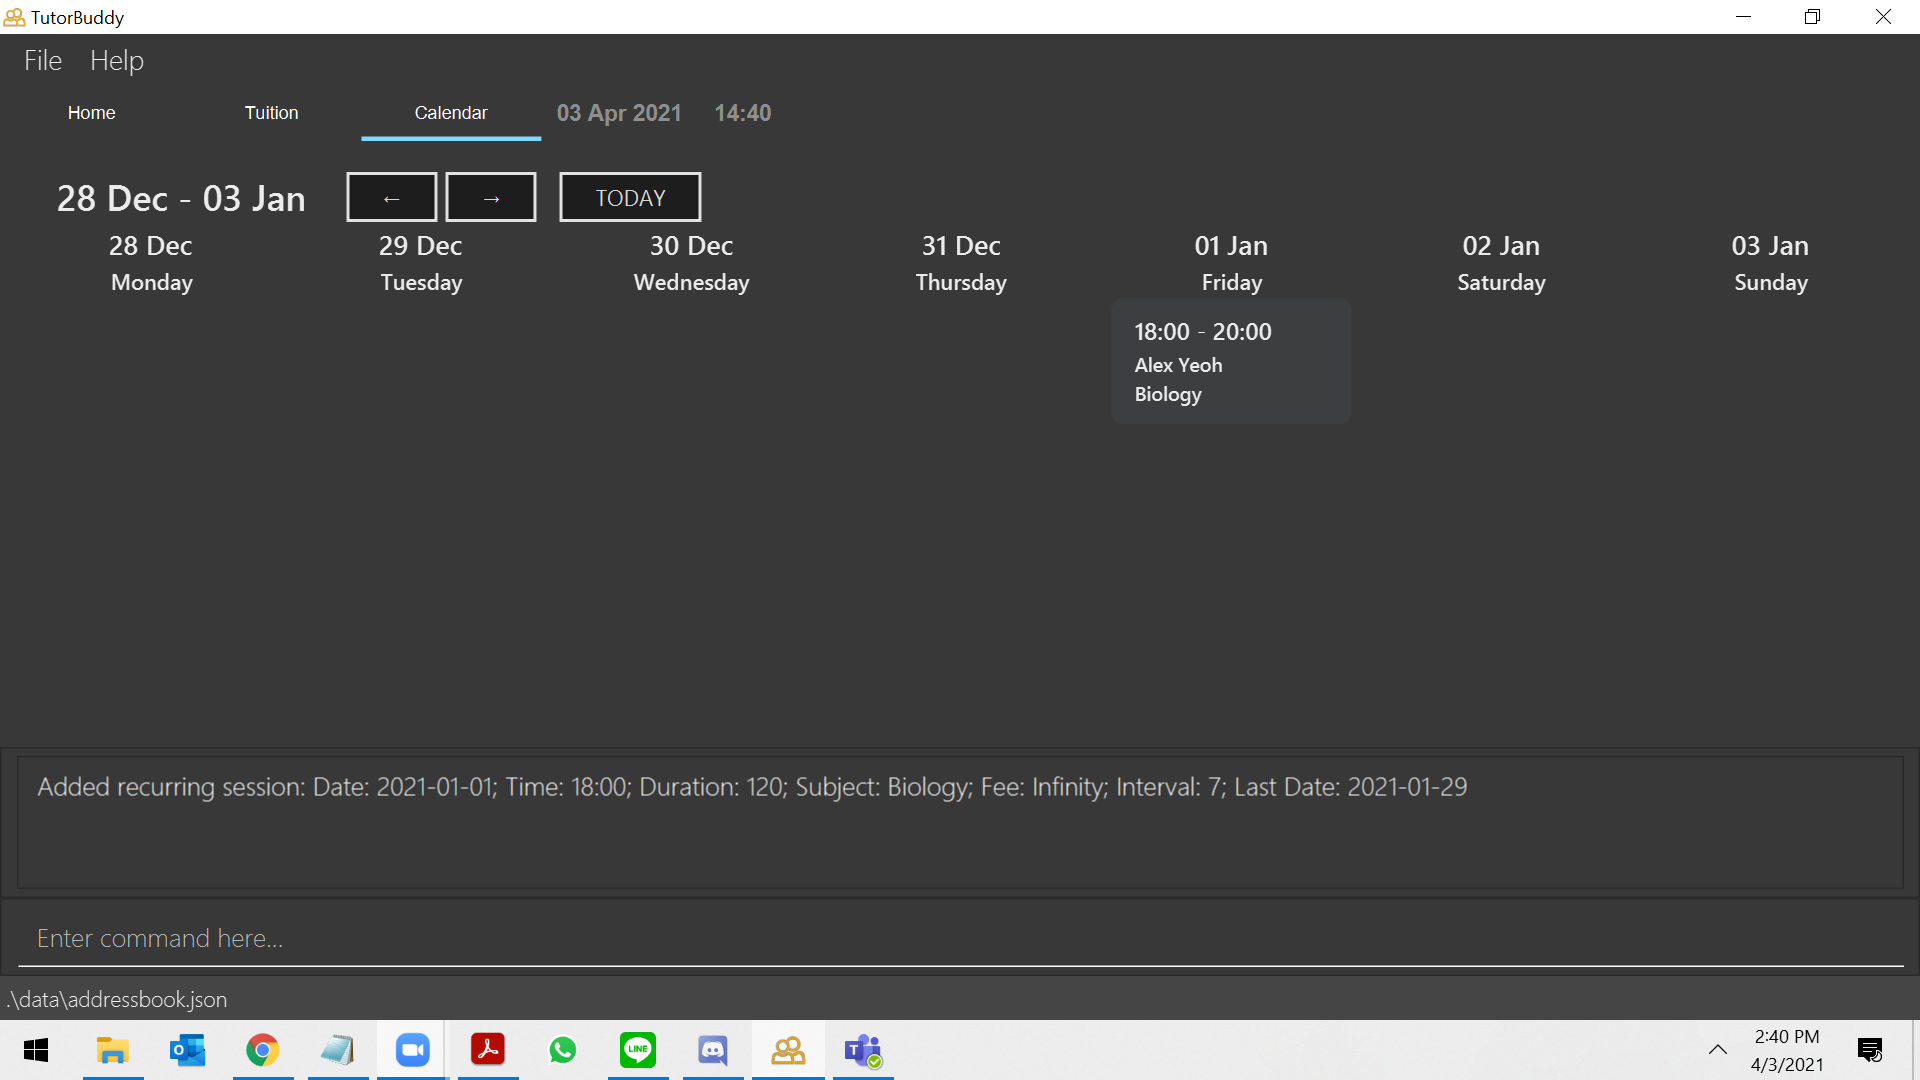 TutorBuddy
File Help
Home Tuition Calendar 03 Apr 2021 14:40
28 Dec - 03 Jan ← → TODAY
28 Dec 29 Dec 30 Dec 31 Dec 01 Jan 02 Jan 03 Jan
Monday Tuesday Wednesday Thursday Friday Saturday Sunday
18:00 - 20:00
Alex Yeoh
Biology
Added recurring session: Date: 2021-01-01; Time: 18:00; Duration: 120; Subject: Biology; Fee: Infinity; Interval: 7; Last Date: 2021-01-29
Enter command here...
.\data\addressbook.json
LINE
2:40 PM
4/3/2021